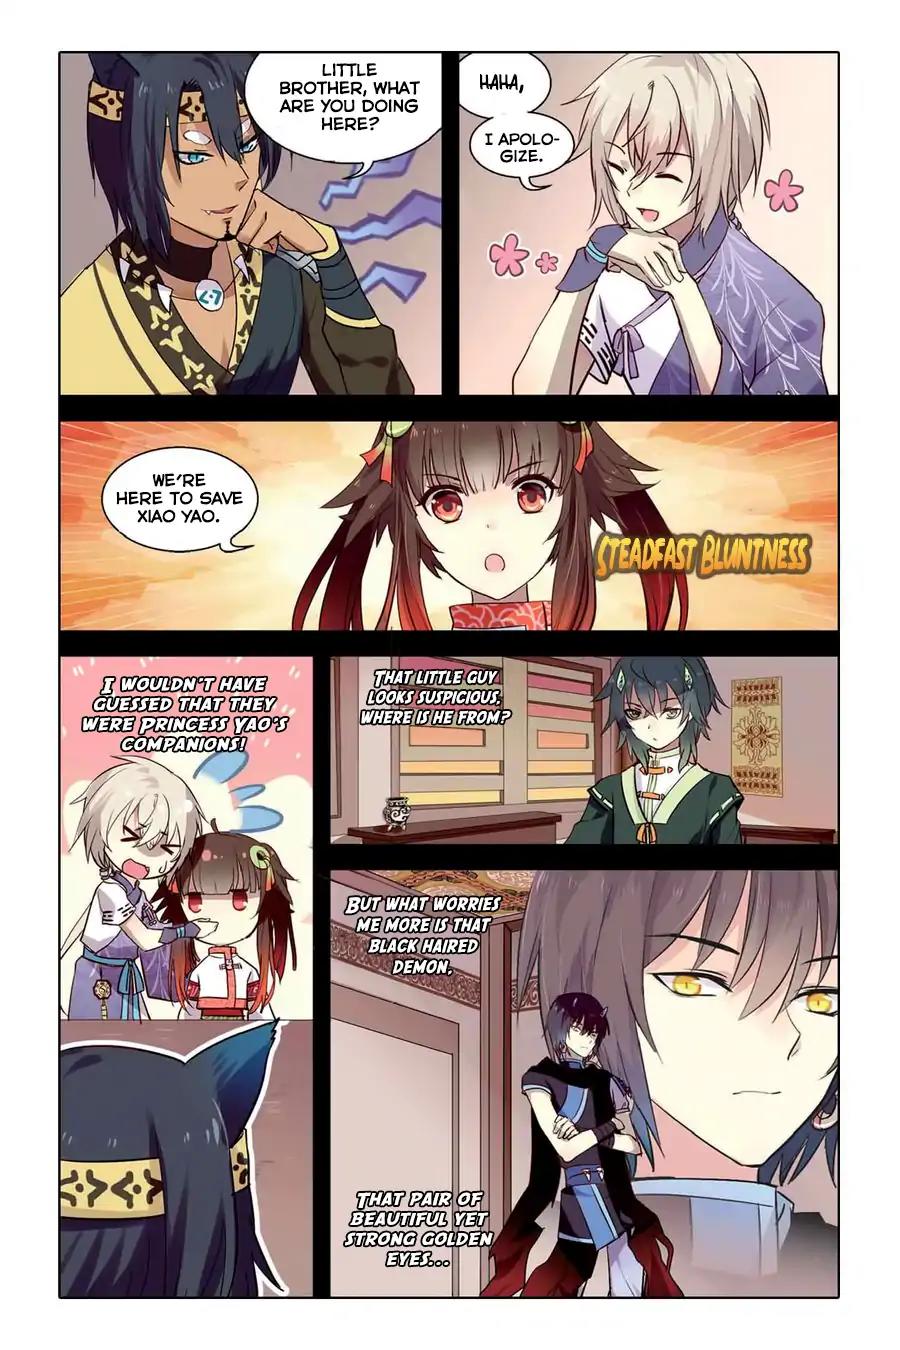 LITTLE
BROTHER, WHAT
ARE YOU DOING
HERE?
HAHA,
I APOLO-
GIZE.
WE'RE
HERE TO SAVE
XIAO YAO.
STEADFAST BLUNTNESS
I WOULDN'T HAVE
GUESSED THAT THEY
WERE PRINCESS YAO'S
COMPANIONS!
THAT LITTLE GUY
LOOKS SUSPICIOUS.
WHERE IS HE FROM?
BUT WHAT WORRIES
ME MORE IS THAT
BLACK HAIRED
DEMON.
THAT PAIR OF
BEAUTIFUL YET
STRONG GOLDEN
EYES...